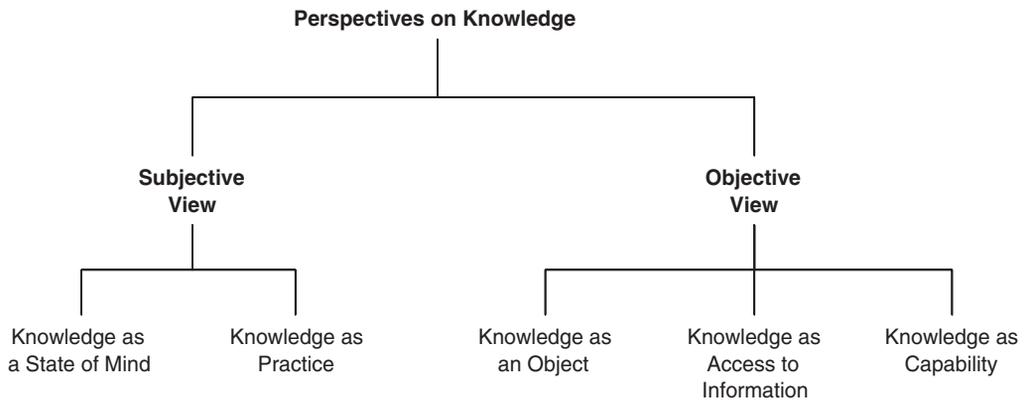 Perspectives on Knowledge
Subjective
View
Objective
View
Knowledge as
a State of Mind
Knowledge as
Practice
Knowledge as
an Object
Knowledge as
Access to
Information
Knowledge as
Capability